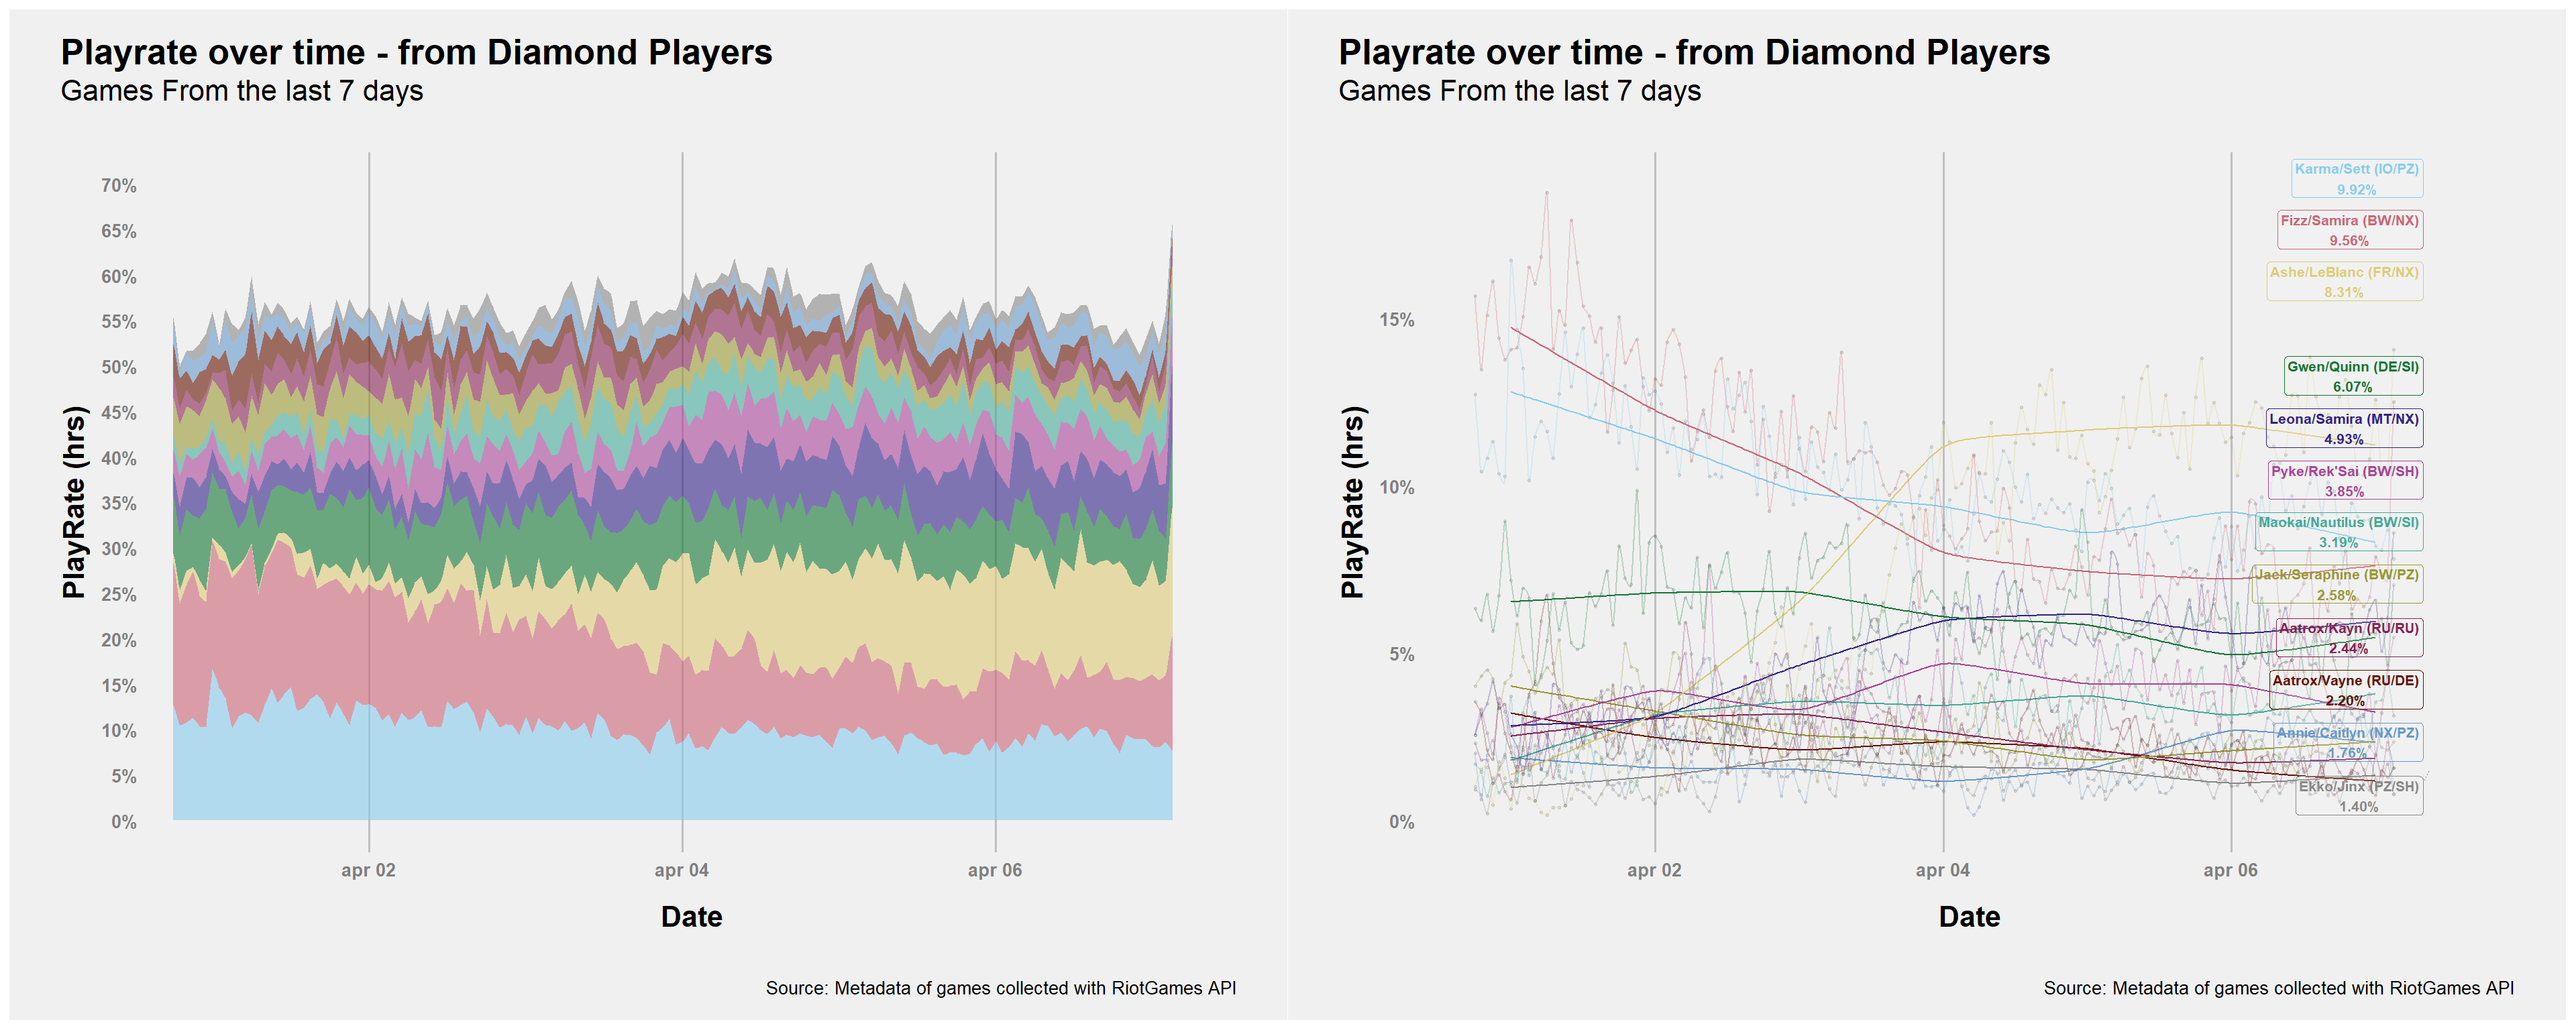 Playrate over time - from Diamond Players
Games From the last 7 days
PlayRate (hrs)
70%
65%
60%
55%
50%
45%
40%
35%
30%
25%
20%
15%
10%
5%
0%
apr 02
apr 04
apr 06
Date
Source: Metadata of games collected with RiotGames API
Playrate over time - from Diamond Players
Games From the last 7 days
PlayRate (hrs)
15%
10%
5%
0%
Karma/Sett (IO/PZ)
9.92%
Fizz/Samira (BW/NX)
9.56%
Ashe/LeBlanc (FR/NX)
8.31%
Gwen/Quinn (DE/SI)
6.07%
Leona/Samira (MT/NX)
4.93%
Pyke/Rek'Sai (BW/SH)
3.85%
Maokai/Nautilus (BW/SI)
3.19%
Jack/Seraphine (BW/PZ)
2.58%
Aatrox/Kayn (RU/RU)
2.44%
Aatrox/Vayne (RU/DE)
2.20%
Annie/Caitlyn (NX/PZ)
1.76%
Ekko/Jinx (PZ/SH)
1.40%
apr 02
apr 04
apr 06
Date
Source: Metadata of games collected with RiotGames API